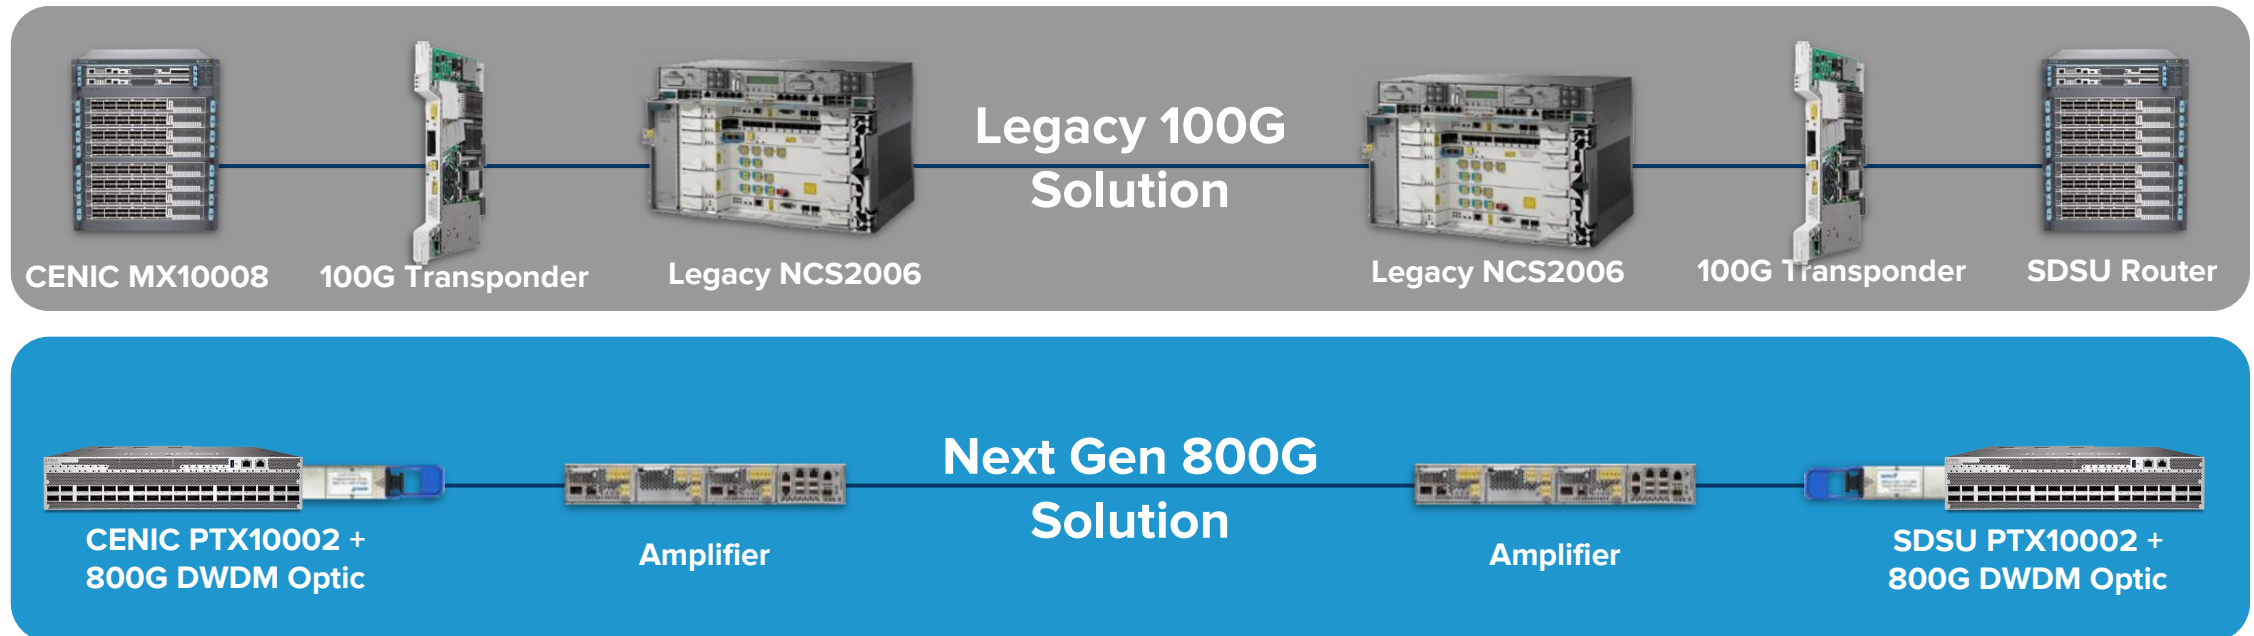 Legacy 100G
Solution
CENIC MX10008
100G Transponder
Legacy NCS2006
Legacy NCS2006
100G Transponder
SDSU Router
Next Gen 800G
Solution
CENIC PTX10002 +
800G DWDM Optic
Amplifier
Amplifier
SDSU PTX10002 +
800G DWDM Optic